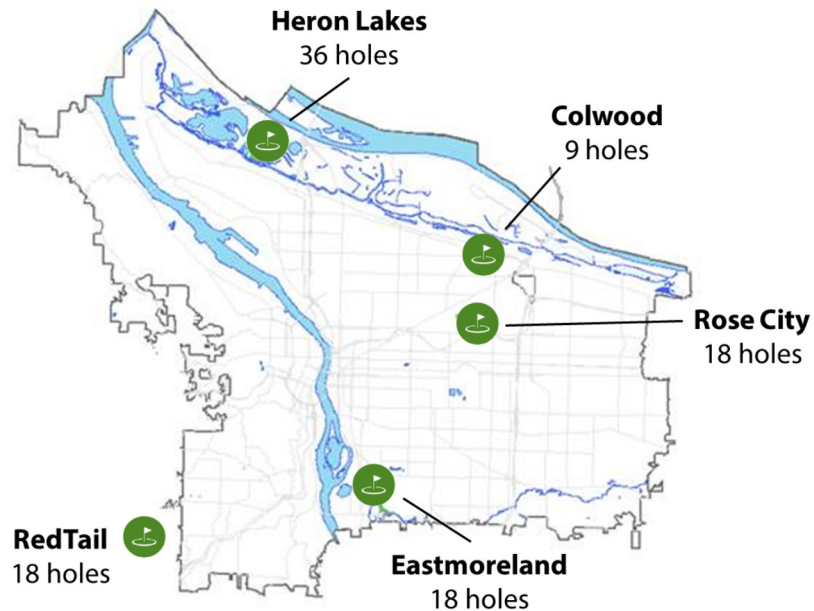 Heron Lakes
36 holes
Colwood
9 holes
Rose City
18 holes
RedTail
18 holes
Eastmoreland
18 holes